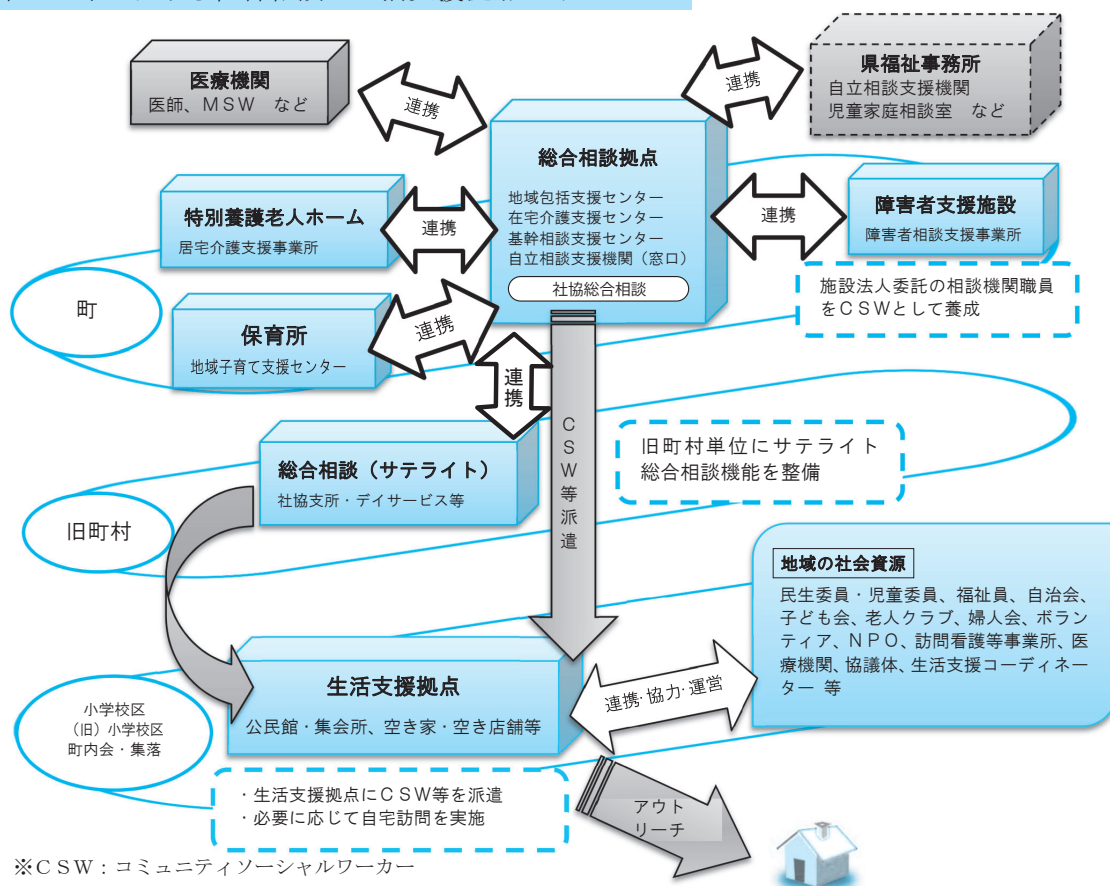 医療機関
医師、MSW など
連携
連携
県福祉事務所
自立相談支援機関
児童家庭相談室 など
総合相談拠点
地域包括支援センター
在宅介護支援センター
基幹相談支援センター
自立相談支援機関（窓口）
社協総合相談
特別養護老人ホーム
居宅介護支援事業所
連携
連携
障害者支援施設
障害者相談支援事業所
町
施設法人委託の相談機関職員
をCSWとして養成
保育所
地域子育て支援センター
連携
連携
CSW等派遣
旧町村単位にサテライト
総合相談機能を整備
総合相談（サテライト）
社協支所・デイサービス等
旧町村
地域の社会資源
民生委員・児童委員、福祉員、自治会、
子ども会、老人クラブ、婦人会、ボラン
ティア、NPO、訪問看護等事業所、医
療機関、協議体、生活支援コーディネー
ター 等
生活支援拠点
公民館・集会所、空き家・空き店舗等
連携･協力･運営
小学校区
（旧）小学校区
町内会・集落
・生活支援拠点にCSW等を派遣
・必要に応じて自宅訪問を実施
アウト
リーチ
※CSW：コミュニティソーシャルワーカー